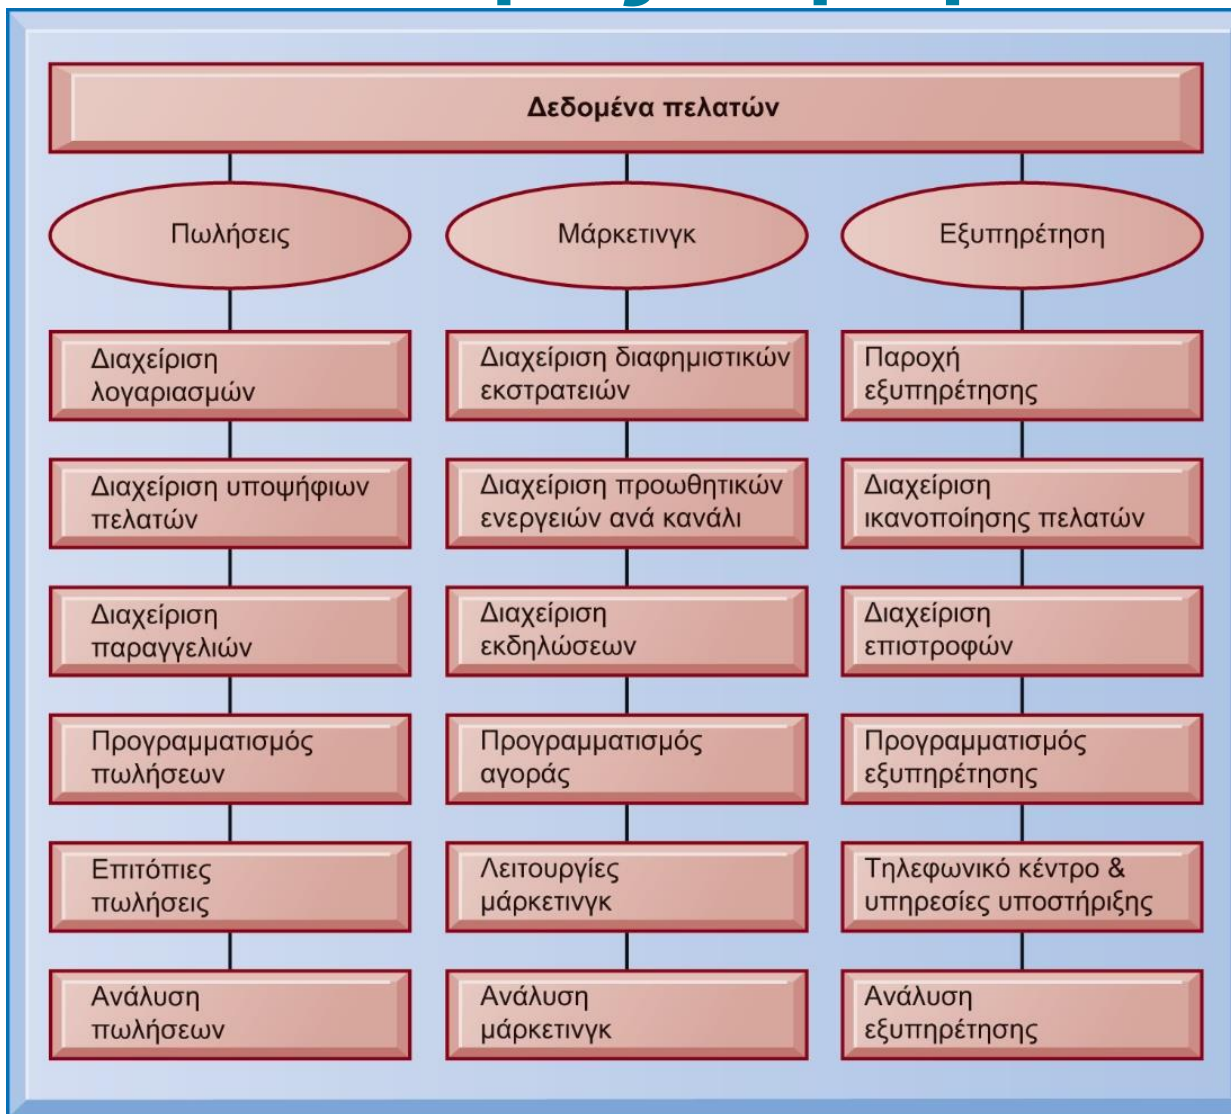 Δεδομένα πελατών
Πωλήσεις
Μάρκετινγκ
Εξυπηρέτηση
Διαχείριση
λογαριασμών
Διαχείριση διαφημιστικών
εκστρατειών
Παροχή
εξυπηρέτησης
Διαχείριση υποψήφιων
πελατών
Διαχείριση προωθητικών
ενεργειών ανά κανάλι
Διαχείριση
ικανοποίησης πελατών
Διαχείριση
παραγγελιών
Διαχείριση
εκδηλώσεων
Διαχείριση
επιστροφών
Προγραμματισμός
πωλήσεων
Προγραμματισμός
αγοράς
Προγραμματισμός
εξυπηρέτησης
Επιτόπιες
πωλήσεις
Λειτουργίες
μάρκετινγκ
Τηλεφωνικό κέντρο &
υπηρεσίες υποστήριξης
Ανάλυση
πωλήσεων
Ανάλυση
μάρκετινγκ
Ανάλυση
εξυπηρέτησης